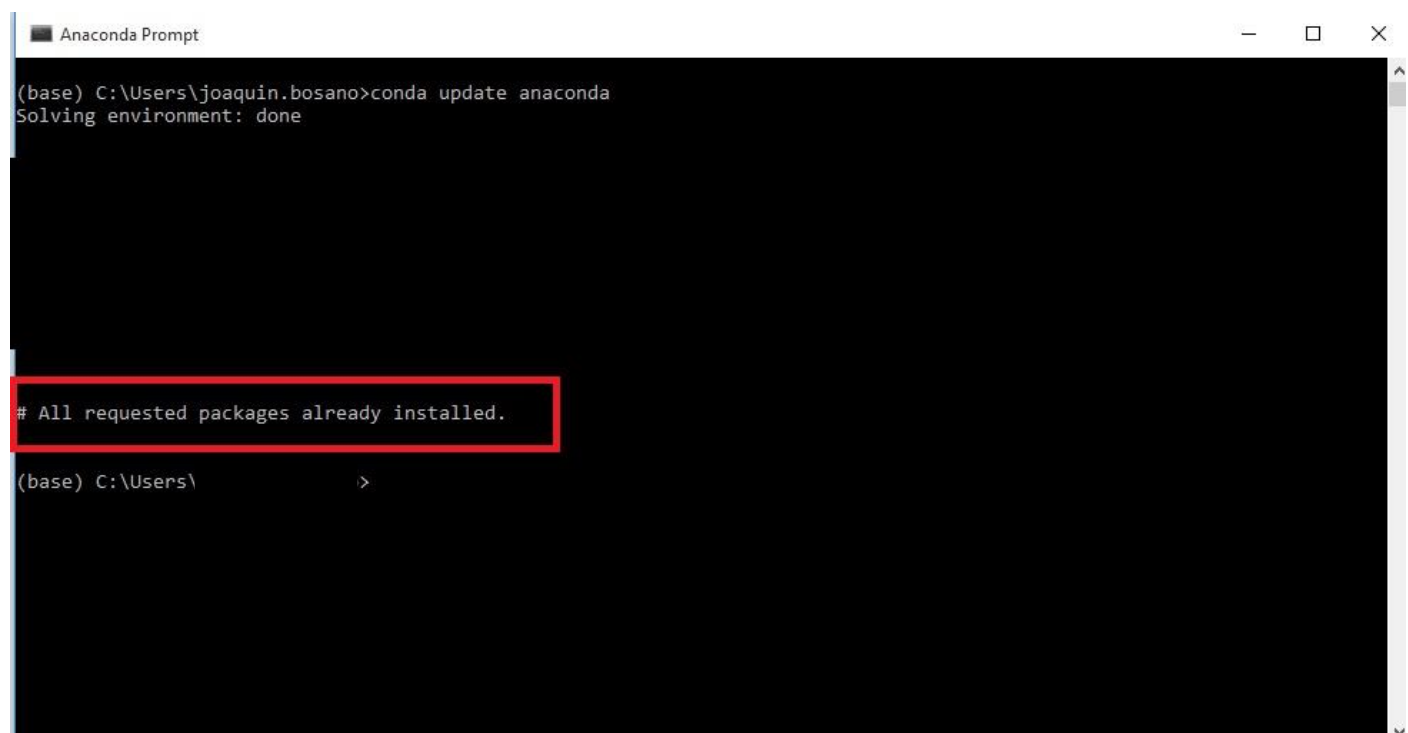 Anaconda Prompt
(base) C:\Users\joaquin.bosano>conda update anaconda
Solving environment: done
# All requested packages already installed.
(base) C:\Users\ >